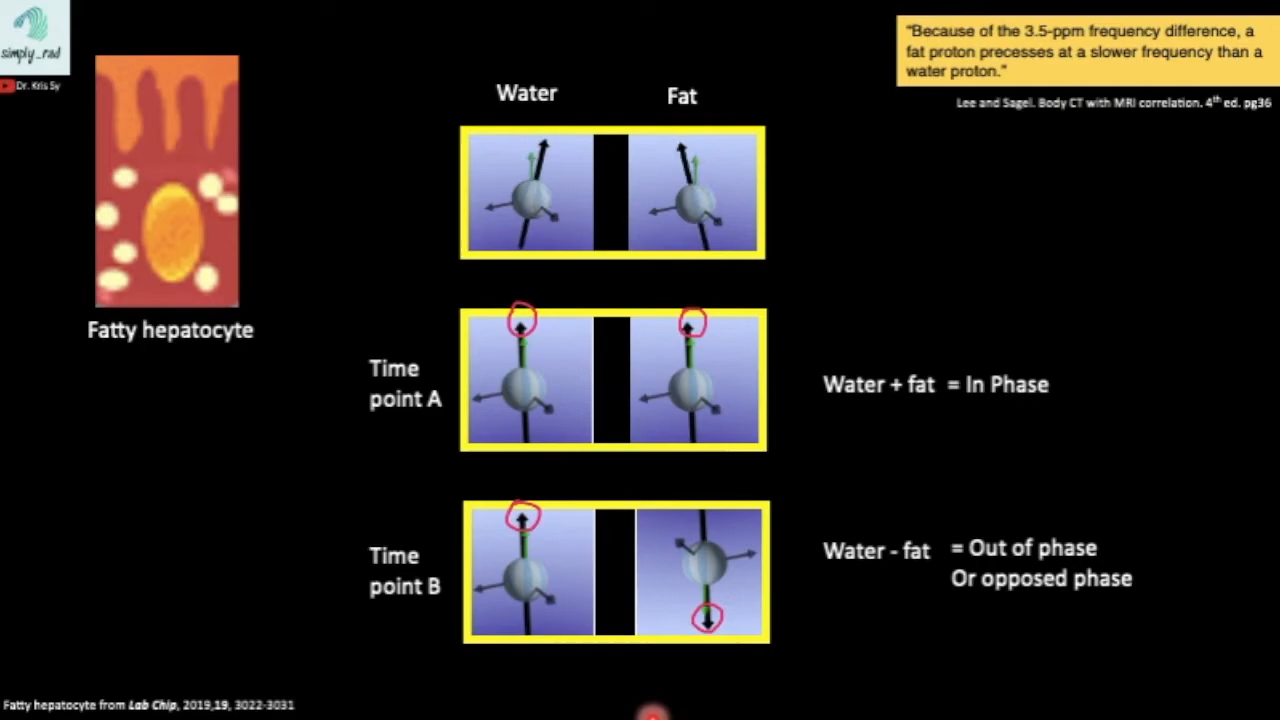 simply_rad
Dr. Kris Sy
"Because of the 3.5-ppm frequency difference, a
fat proton precesses at a slower frequency than a
water proton."
Lee and Sagel. Body CT with MRI correlation. 4th ed. pg36
Water
Fat
Fatty hepatocyte
Time
point A
Water + fat = In Phase
Time
point B
Water - fat = Out of phase
Or opposed phase
Fatty hepatocyte from Lab Chip, 2019,19, 3022-3031